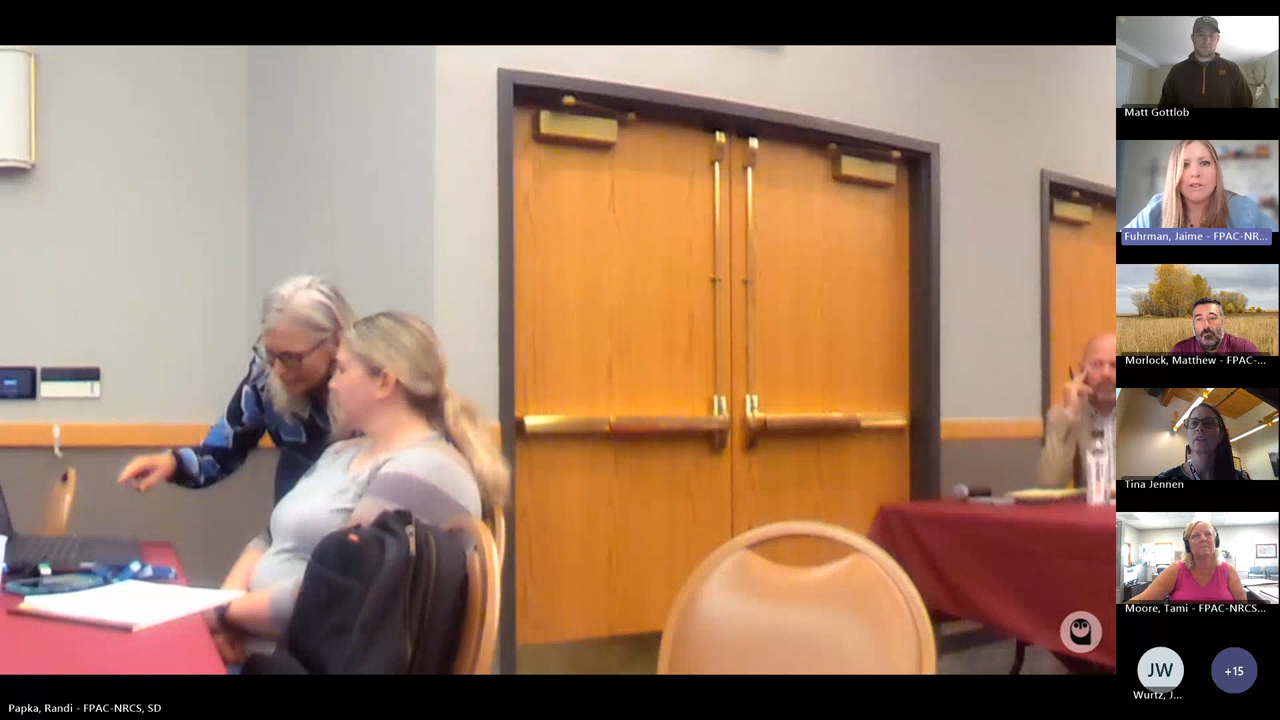 Matt Gottlob
Fuhrman, Jaime - FPAC-NR...
Morlock, Matthew - FPAC-...
Tina Jennen
Moore, Tami - FPAC-NRCS...
JW
+15
Wurtz, J...
Papka, Randi - FPAC-NRCS, SD